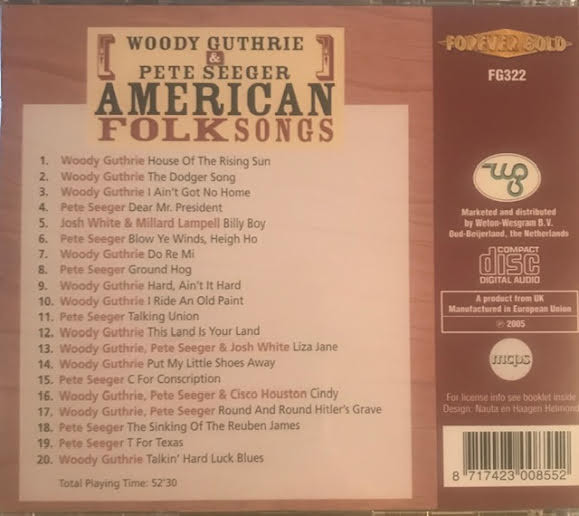 WOODY GUTHRIE
&
PETE SEEGER
AMERICAN
FOLKSONGS
1. Woody Guthrie House Of The Rising Sun
2. Woody Guthrie The Dodger Song
3. Woody Guthrie I Ain't Got No Home
4. Pete Seeger Dear Mr. President
5. Josh White & Millard Lampell Billy Boy
6. Pete Seeger Blow Ye Winds, Heigh Ho
7. Woody Guthrie Do Re Mi
8. Pete Seeger Ground Hog
9. Woody Guthrie Hard, Ain't It Hard
10. Woody Guthrie I Ride An Old Paint
11. Pete Seeger Talking Union
12. Woody Guthrie This Land Is Your Land
13. Woody Guthrie, Pete Seeger & Josh White Liza Jane
14. Woody Guthrie Put My Little Shoes Away
15. Pete Seeger C For Conscription
16. Woody Guthrie, Pete Seeger & Cisco Houston Cindy
17. Woody Guthrie, Pete Seeger Round And Round Hitler's Grave
18. Pete Seeger The Sinking Of The Reuben James
19. Pete Seeger T For Texas
20. Woody Guthrie Talkin' Hard Luck Blues
Total Playing Time: 52'30
FOREVER GOLD
FG322
WG
Marketed and distributed
by Weton-Wesgram B.V.
Oud-Beijerland, the Netherlands
COMPACT
disc
DIGITAL AUDIO
A product from UK
Manufactured in European Union
℗ 2005
mcps
For license info see booklet inside
Design: Nauta en Haagen Helmond
8 717423 008552